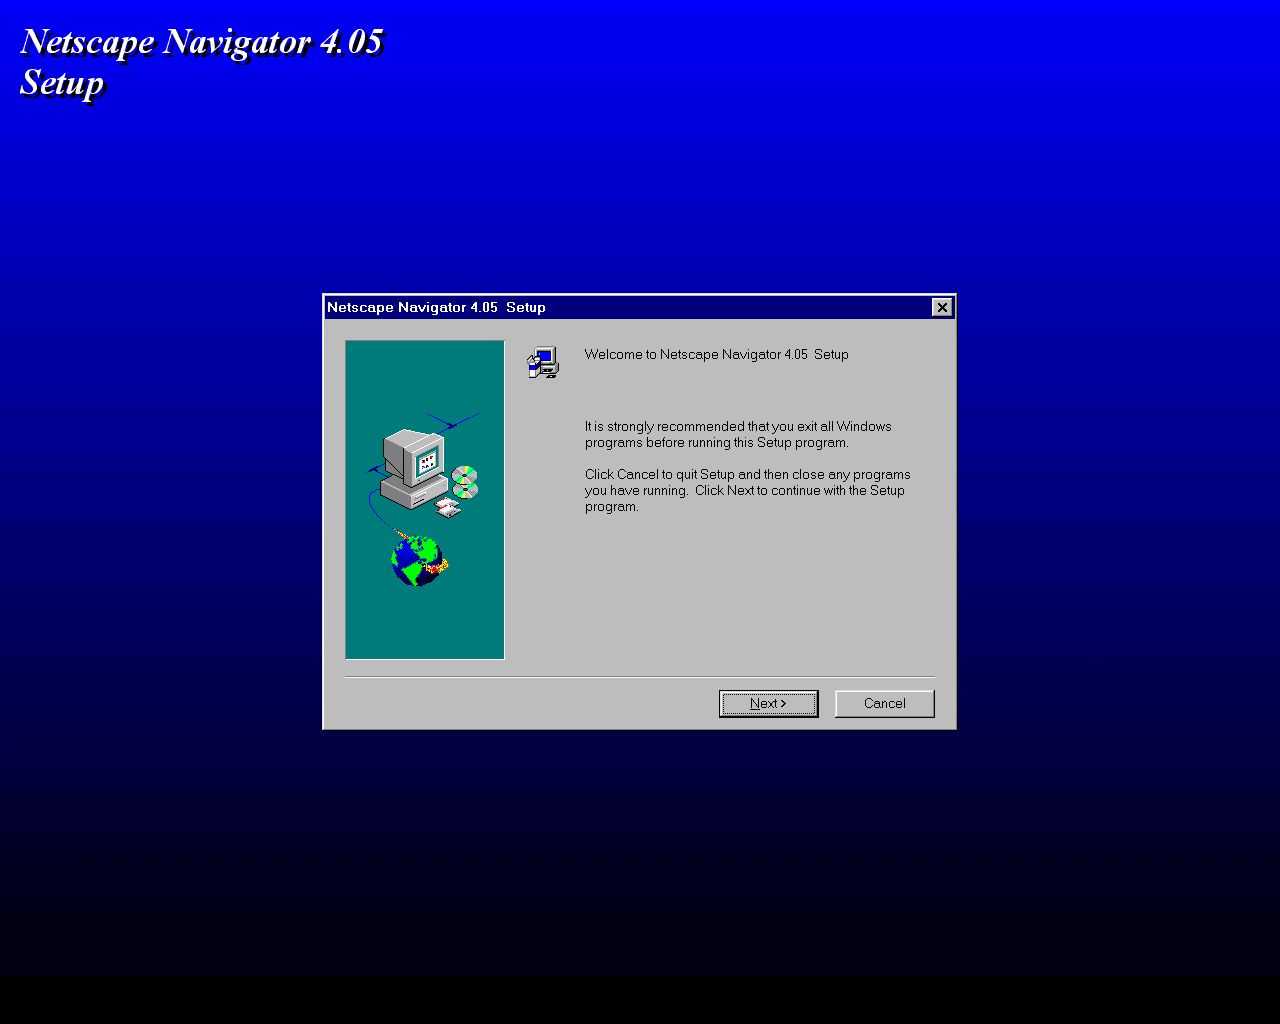 Netscape Navigator 4.05
Setup
Netscape Navigator 4.05  Setup
Welcome to Netscape Navigator 4.05  Setup
It is strongly recommended that you exit all Windows
programs before running this Setup program.
Click Cancel to quit Setup and then close any programs
you have running.  Click Next to continue with the Setup
program.
Next >
Cancel